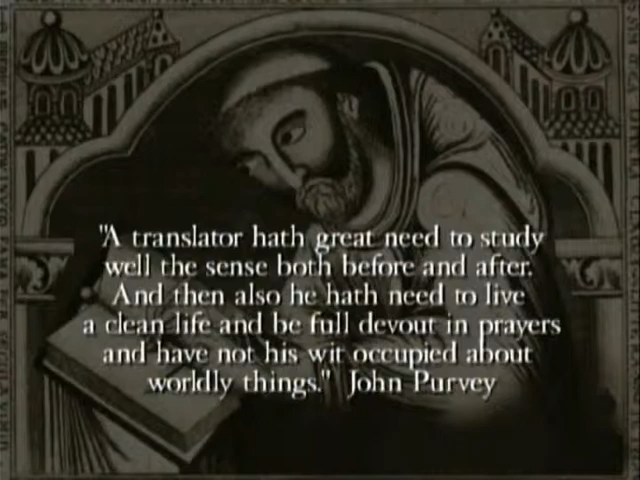 "A translator hath great need to study
well the sense both before and after.
And then also he hath need to live
a clean life and be full devout in prayers
and have not his wit occupied about
worldly things." John Purvey